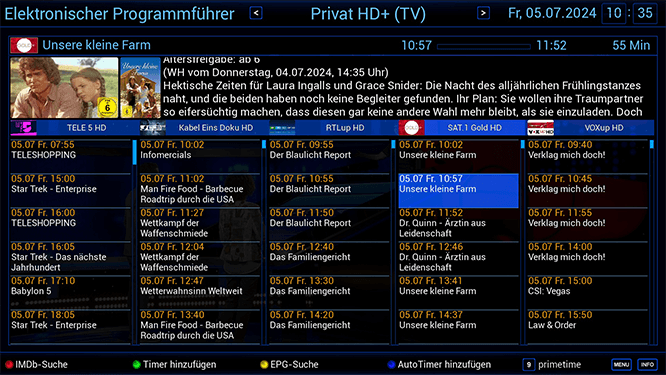 Elektronischer Programmführer < Privat HD+ (TV) > Fr, 05.07.2024 10 : 35
GOLD Unsere kleine Farm 10:57 11:52 55 Min
Altersfreigabe: ab 6
(WH vom Donnerstag, 04.07.2024, 14:35 Uhr)
Hektische Zeiten für Laura Ingalls und Grace Snider: Die Nacht des alljährlichen Frühlingstanzes
naht, und die beiden haben noch keine Begleiter gefunden. Ihr Plan: Sie wollen ihre Traumpartner
so eifersüchtig machen, dass diesen gar keine andere Wahl mehr bleibt, als sie einzuladen. Doch
TELE 5 HD
05.07 Fr. 07:55
TELESHOPPING
05.07 Fr. 15:00
Star Trek - Enterprise
05.07 Fr. 16:00
TELESHOPPING
05.07 Fr. 16:05
Star Trek - Das nächste
Jahrhundert
05.07 Fr. 17:10
Babylon 5
05.07 Fr. 18:05
Star Trek - Enterprise
Kabel Eins Doku HD
05.07 Fr. 10:02
Infomercials
05.07 Fr. 11:02
Man Fire Food - Barbecue
Roadtrip durch die USA
05.07 Fr. 11:27
Wettkampf der
Waffenschmiede
05.07 Fr. 12:04
Wettkampf der
Waffenschmiede
05.07 Fr. 12:47
Wetterwahnsinn Weltweit
05.07 Fr. 13:40
Man Fire Food - Barbecue
Roadtrip durch die USA
RTLup HD
05.07 Fr. 09:55
Der Blaulicht Report
05.07 Fr. 10:55
Der Blaulicht Report
05.07 Fr. 11:50
Der Blaulicht Report
05.07 Fr. 12:40
Das Familiengericht
05.07 Fr. 13:30
Das Familiengericht
05.07 Fr. 14:20
Das Familiengericht
GOLD SAT.1 Gold HD
05.07 Fr. 10:02
Unsere kleine Farm
05.07 Fr. 10:57
Unsere kleine Farm
05.07 Fr. 11:52
Dr. Quinn - Ärztin aus
Leidenschaft
05.07 Fr. 12:46
Dr. Quinn - Ärztin aus
Leidenschaft
05.07 Fr. 13:41
Unsere kleine Farm
05.07 Fr. 14:37
Unsere kleine Farm
VOXup HD
05.07 Fr. 09:40
Verklag mich doch!
05.07 Fr. 10:45
Verklag mich doch!
05.07 Fr. 11:55
Verklag mich doch!
05.07 Fr. 14:00
Verklag mich doch!
05.07 Fr. 15:00
CSI: Vegas
05.07 Fr. 15:50
Law & Order
IMDb-Suche Timer hinzufügen EPG-Suche AutoTimer hinzufügen 9 primetime MENU INFO